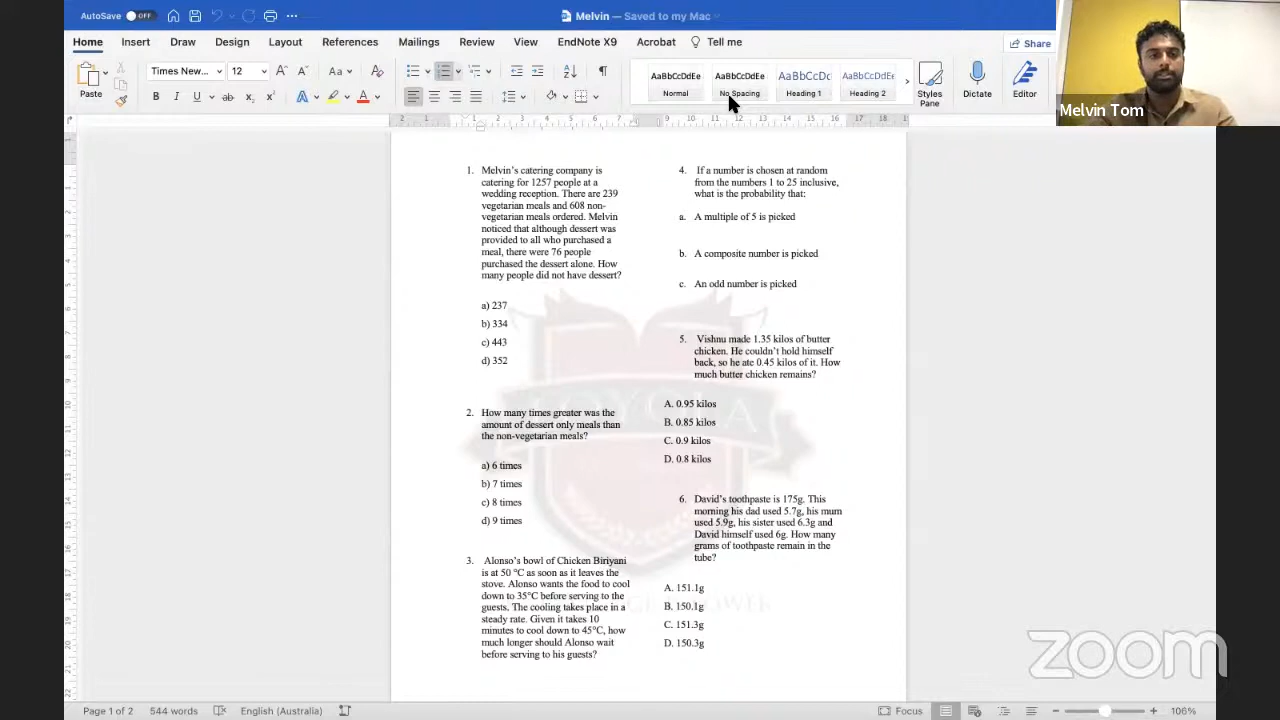 AutoSave OFF
Melvin — Saved to my Mac
Home Insert Draw Design Layout References Mailings Review View EndNote X9 Acrobat Tell me
Share
Paste
Times New... 12
AaBbCcDdEe AaBbCcDdEe AaBbCcDc AaBbCcDdEe
Normal No Spacing Heading 1 Heading 2
Styles Pane
Dictate
Editor
Melvin Tom
1. Melvin's catering company is
catering for 1257 people at a
wedding reception. There are 239
vegetarian meals and 608 non-
vegetarian meals ordered. Melvin
noticed that although dessert was
provided to all who purchased a
meal, there were 76 people
purchased the dessert alone. How
many people did not have dessert?
a) 237
b) 334
c) 443
d) 352
2. How many times greater was the
amount of dessert only meals than
the non-vegetarian meals?
a) 6 times
b) 7 times
c) 8 times
d) 9 times
3. Alonso's bowl of Chicken Biriyani
is at 50 °C as soon as it leaves the
stove. Alonso wants the food to cool
down to 35°C before serving to the
guests. The cooling takes place in a
steady rate. Given it takes 10
minutes to cool down to 45°C, how
much longer should Alonso wait
before serving to his guests?
4. If a number is chosen at random
from the numbers 1 to 25 inclusive,
what is the probability that:
a. A multiple of 5 is picked
b. A composite number is picked
c. An odd number is picked
5. Vishnu made 1.35 kilos of butter
chicken. He couldn't hold himself
back, so he ate 0.45 kilos of it. How
much butter chicken remains?
A. 0.95 kilos
B. 0.85 kilos
C. 0.9 kilos
D. 0.8 kilos
6. David's toothpaste is 175g. This
morning his dad used 5.7g, his mum
used 5.9g, his sister used 6.3g and
David himself used 6g. How many
grams of toothpaste remain in the
tube?
A. 151.1g
B. 150.1g
C. 151.3g
D. 150.3g
zoom
Page 1 of 2 544 words English (Australia) Focus 106%